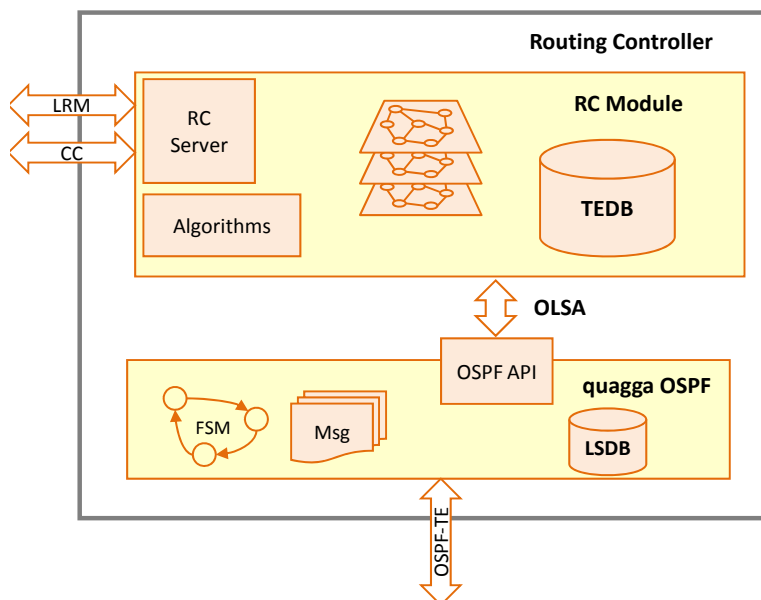 Routing Controller
LRM
CC
RC
Server
RC Module
TEDB
Algorithms
OLSA
OSPF API
quagga OSPF
FSM
Msg
LSDB
OSPF-TE